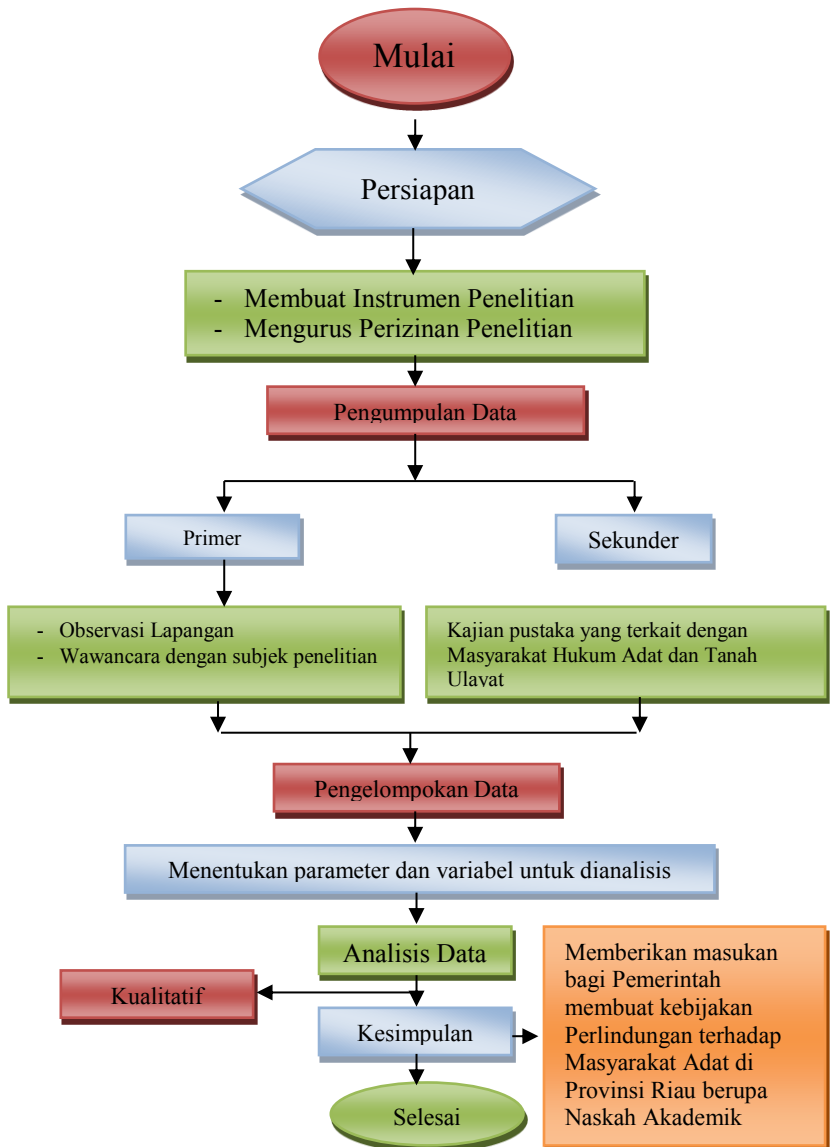 Mulai
Persiapan
- Membuat Instrumen Penelitian
- Mengurus Perizinan Penelitian
Pengumpulan Data
Primer
Sekunder
- Observasi Lapangan
- Wawancara dengan subjek penelitian
Kajian pustaka yang terkait dengan
Masyarakat Hukum Adat dan Tanah
Ulavat
Pengelompokan Data
Menentukan parameter dan variabel untuk dianalisis
Analisis Data
Kualitatif
Kesimpulan
Memberikan masukan
bagi Pemerintah
membuat kebijakan
Perlindungan terhadap
Masyarakat Adat di
Provinsi Riau berupa
Naskah Akademik
Selesai